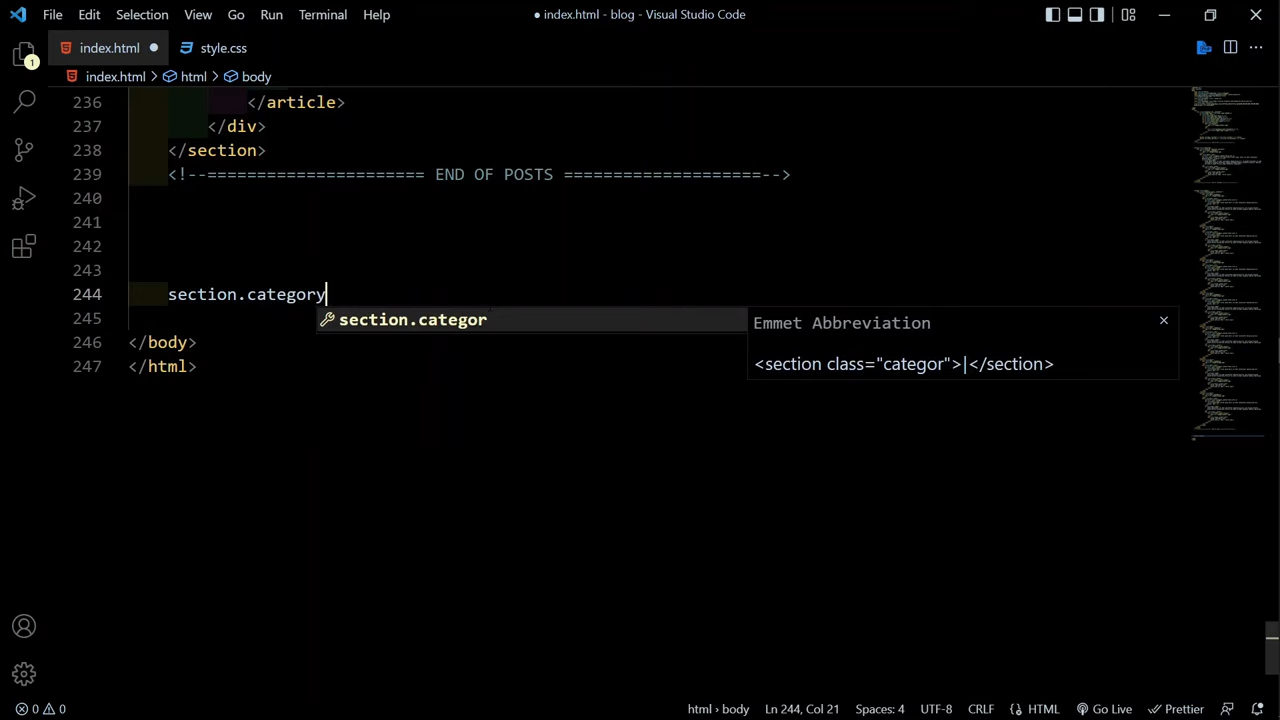 File Edit Selection View Go Run Terminal Help ● index.html - blog - Visual Studio Code
index.html ● style.css
index.html > html > body
236 </article>
237 </div>
238 </section>
239 <!--====================== END OF POSTS ====================-->
240
241
242
243
244 section.category
section.categor
Emmet Abbreviation
<section class="categor">|</section>
245
246 </body>
247 </html>
1
0 0 html › body Ln 244, Col 21 Spaces: 4 UTF-8 CRLF {} HTML Go Live Prettier